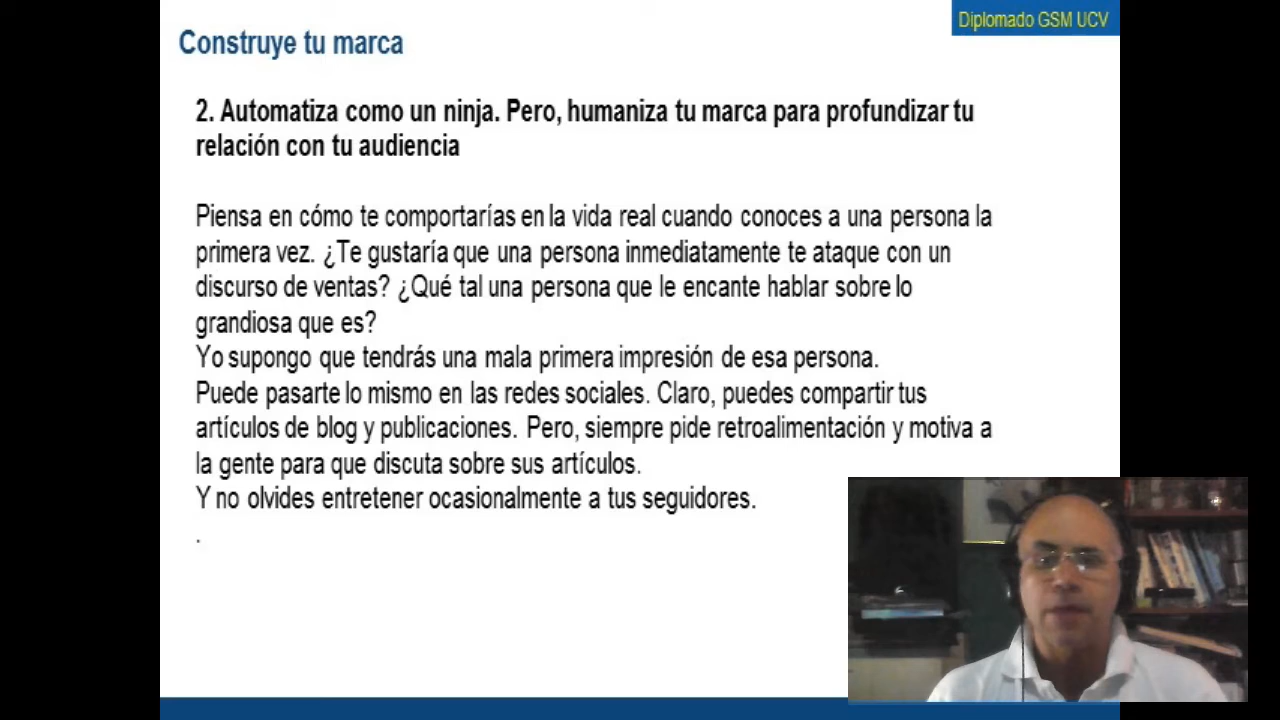 Diplomado GSM UCV
Construye tu marca
2. Automatiza como un ninja. Pero, humaniza tu marca para profundizar tu
relación con tu audiencia
Piensa en cómo te comportarías en la vida real cuando conoces a una persona la
primera vez. ¿Te gustaría que una persona inmediatamente te ataque con un
discurso de ventas? ¿Qué tal una persona que le encante hablar sobre lo
grandiosa que es?
Yo supongo que tendrás una mala primera impresión de esa persona.
Puede pasarte lo mismo en las redes sociales. Claro, puedes compartir tus
artículos de blog y publicaciones. Pero, siempre pide retroalimentación y motiva a
la gente para que discuta sobre sus artículos.
Y no olvides entretener ocasionalmente a tus seguidores.
.